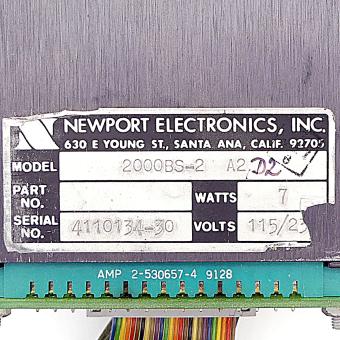 NEWPORT ELECTRONICS, INC.
630 E YOUNG ST., SANTA ANA, CALIF. 92705
MODEL 2000BS-2 A2, D2
PART NO. WATTS 7
SERIAL NO. 4110134-30 VOLTS 115/23
AMP 2-530657-4 9128